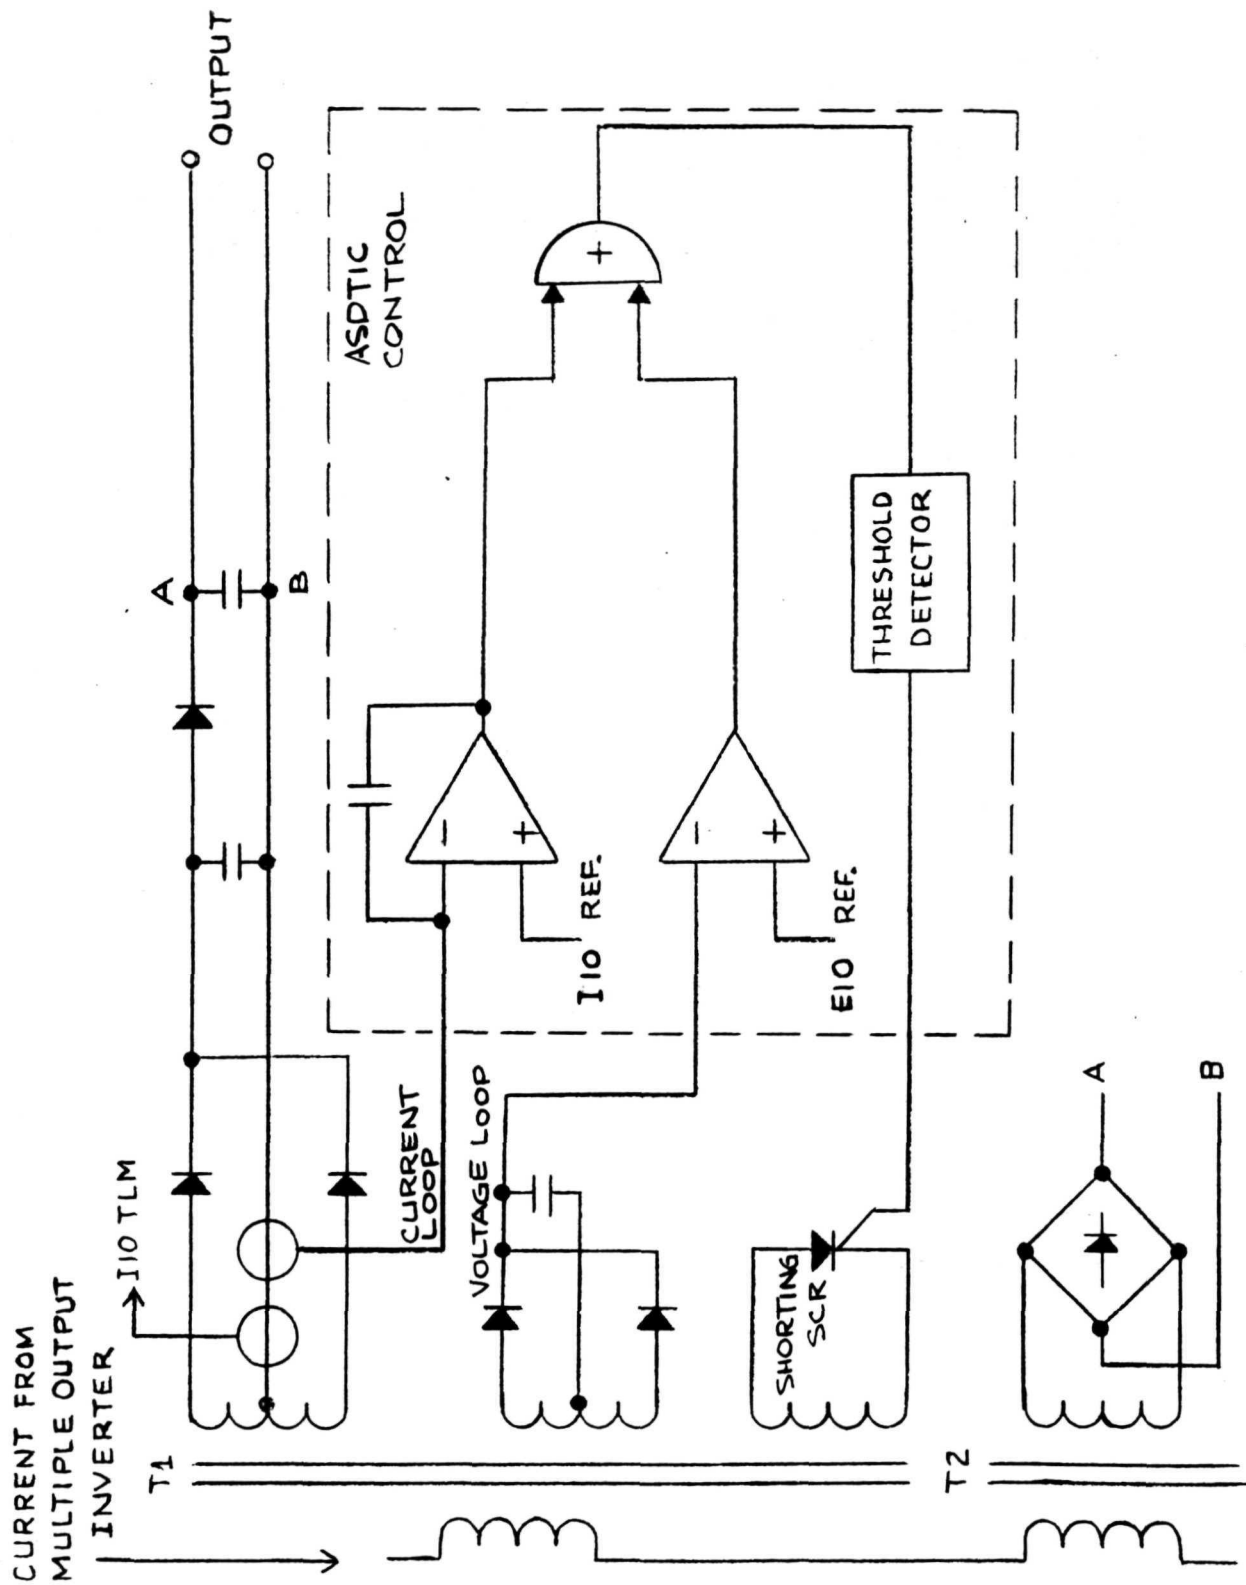 CURRENT FROM
MULTIPLE OUTPUT
INVERTER
I10 TLM
T1
CURRENT
LOOP
VOLTAGE LOOP
SHORTING
SCR
T2
A
B
A
B
OUTPUT
ASDTIC
CONTROL
-
+
I10 REF.
-
+
E10 REF.
+
THRESHOLD
DETECTOR